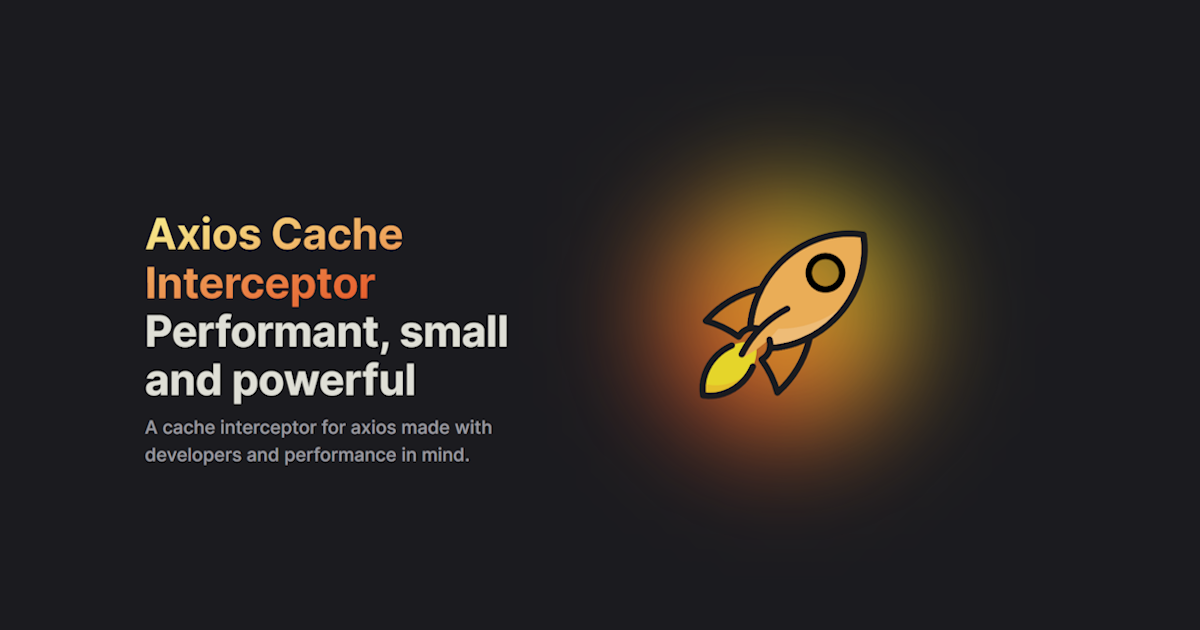 Axios Cache
Interceptor
Performant, small
and powerful
A cache interceptor for axios made with
developers and performance in mind.